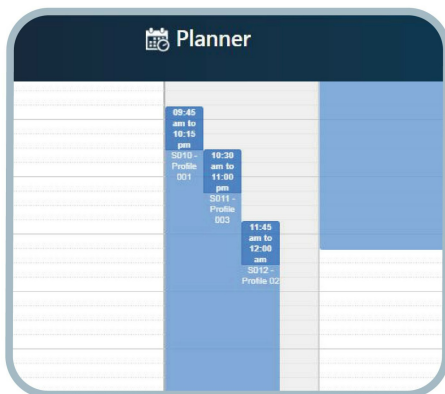 Planner
09:45
am to
10:15
pm
S010 -
Profile
001
10:30
am to
11:00
pm
S011 -
Profile
003
11:45
am to
12:00
am
S012 -
Profile 02